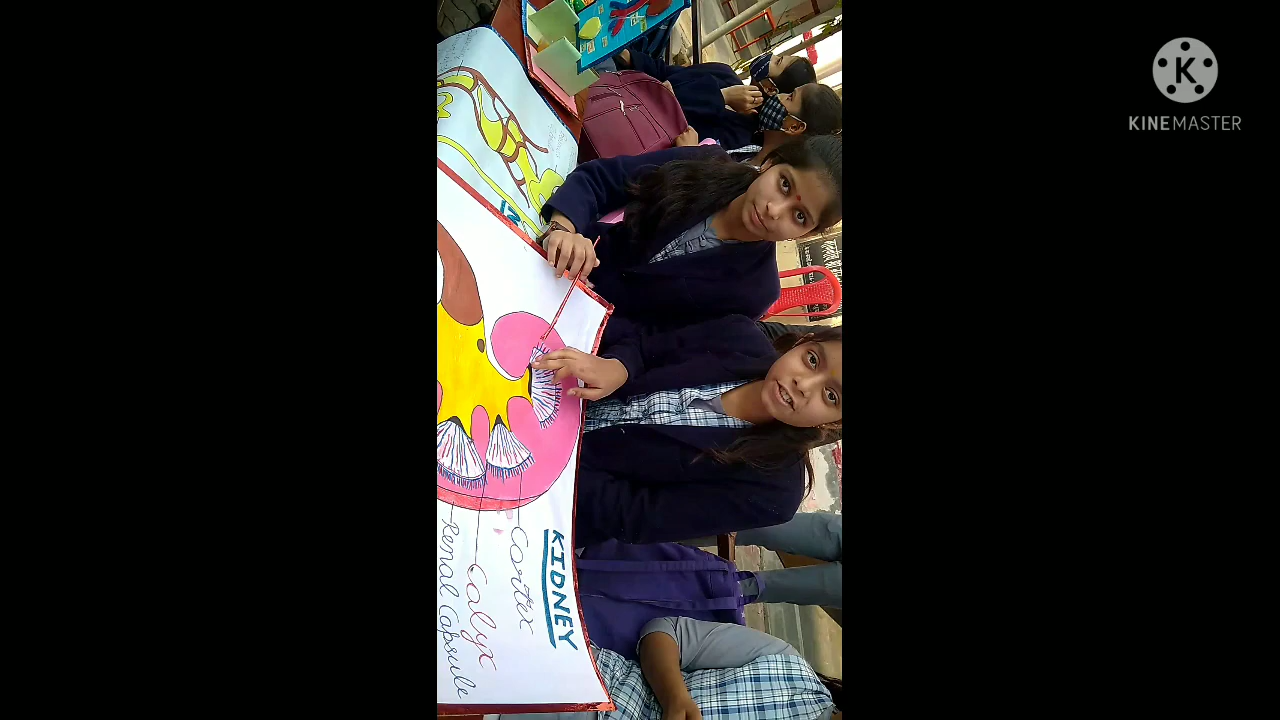 KIDNEY
Cortex
Calyx
Renal Capsule
N
KINEMASTER